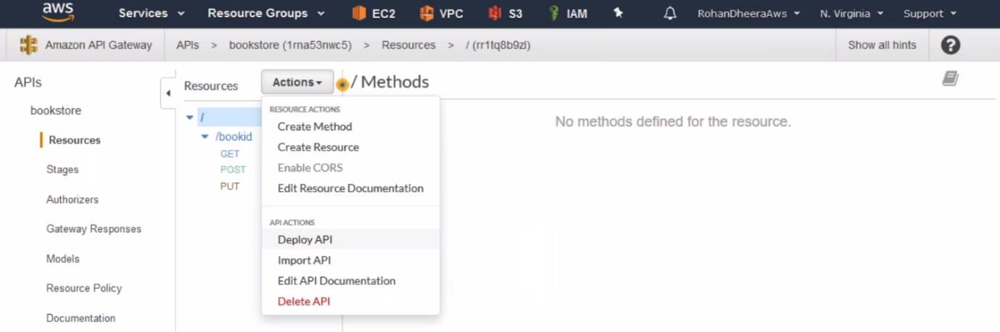 aws Services Resource Groups EC2 VPC S3 IAM RohanDheeraAws N. Virginia Support
Amazon API Gateway APIs > bookstore (1rna53nwc5) > Resources > / (rr1tq8b9zl) Show all hints ?
APIs
bookstore
Resources
Stages
Authorizers
Gateway Responses
Models
Resource Policy
Documentation
Resources Actions
/
/bookid
GET
POST
PUT
RESOURCE ACTIONS
Create Method
Create Resource
Enable CORS
Edit Resource Documentation
API ACTIONS
Deploy API
Import API
Edit API Documentation
Delete API
/ Methods
No methods defined for the resource.